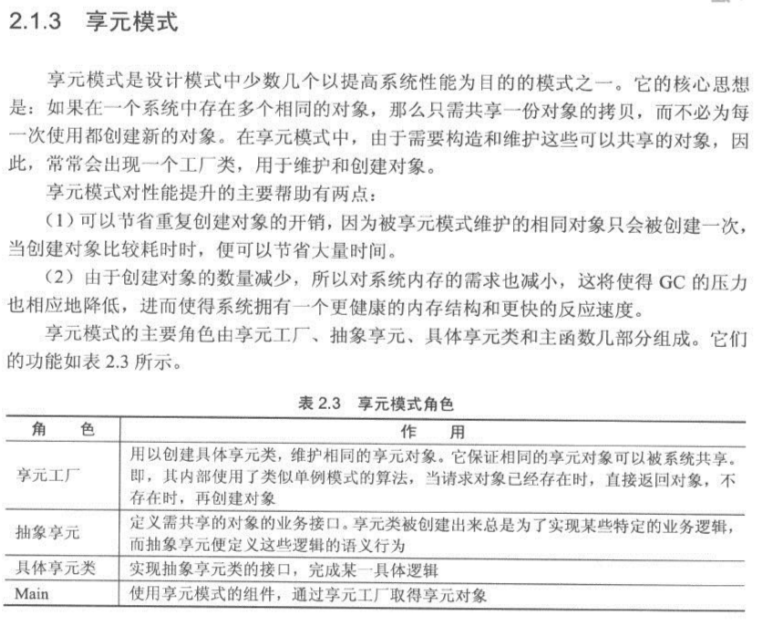 2.1.3 享元模式
享元模式是设计模式中少数几个以提高系统性能为目的的模式之一。它的核心思想
是：如果在一个系统中存在多个相同的对象，那么只需共享一份对象的拷贝，而不必为每
一次使用都创建新的对象。在享元模式中，由于需要构造和维护这些可以共享的对象，因
此，常常会出现一个工厂类，用于维护和创建对象。
享元模式对性能提升的主要帮助有两点：
（1）可以节省重复创建对象的开销，因为被享元模式维护的相同对象只会被创建一次，
当创建对象比较耗时时，便可以节省大量时间。
（2）由于创建对象的数量减少，所以对系统内存的需求也减小，这将使得 GC 的压力
也相应地降低，进而使得系统拥有一个更健康的内存结构和更快的反应速度。
享元模式的主要角色由享元工厂、抽象享元、具体享元类和主函数几部分组成。它们
的功能如表 2.3 所示。
表 2.3 享元模式角色
角 色 作 用
用以创建具体享元类，维护相同的享元对象。它保证相同的享元对象可以被系统共享。
享元工厂 即，其内部使用了类似单例模式的算法，当请求对象已经存在时，直接返回对象，不
存在时，再创建对象
抽象享元 定义需共享的对象的业务接口。享元类被创建出来总是为了实现某些特定的业务逻辑，
而抽象享元便定义这些逻辑的语义行为
具体享元类 实现抽象享元类的接口，完成某一具体逻辑
Main 使用享元模式的组件，通过享元工厂取得享元对象